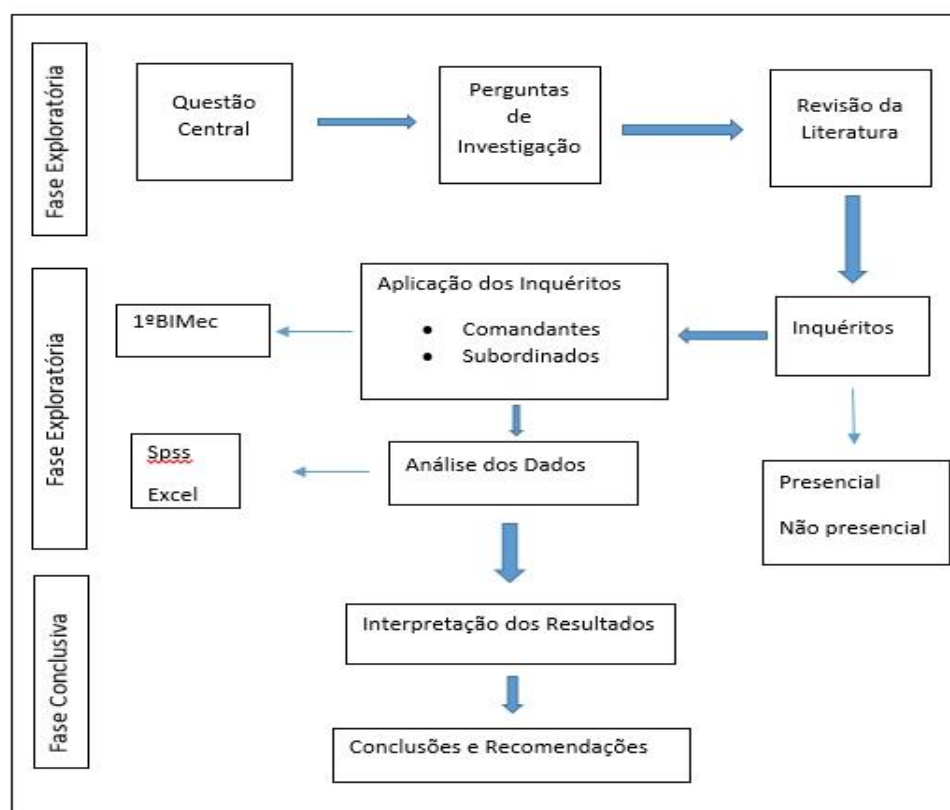 Fase Exploratória
Questão
Central
Perguntas
de
Investigação
Revisão da
Literatura
Fase Exploratória
1ºBIMec
Aplicação dos Inquéritos
• Comandantes
• Subordinados
Inquéritos
Spss
Excel
Análise dos Dados
Presencial
Não presencial
Fase Conclusiva
Interpretação dos Resultados
Conclusões e Recomendações